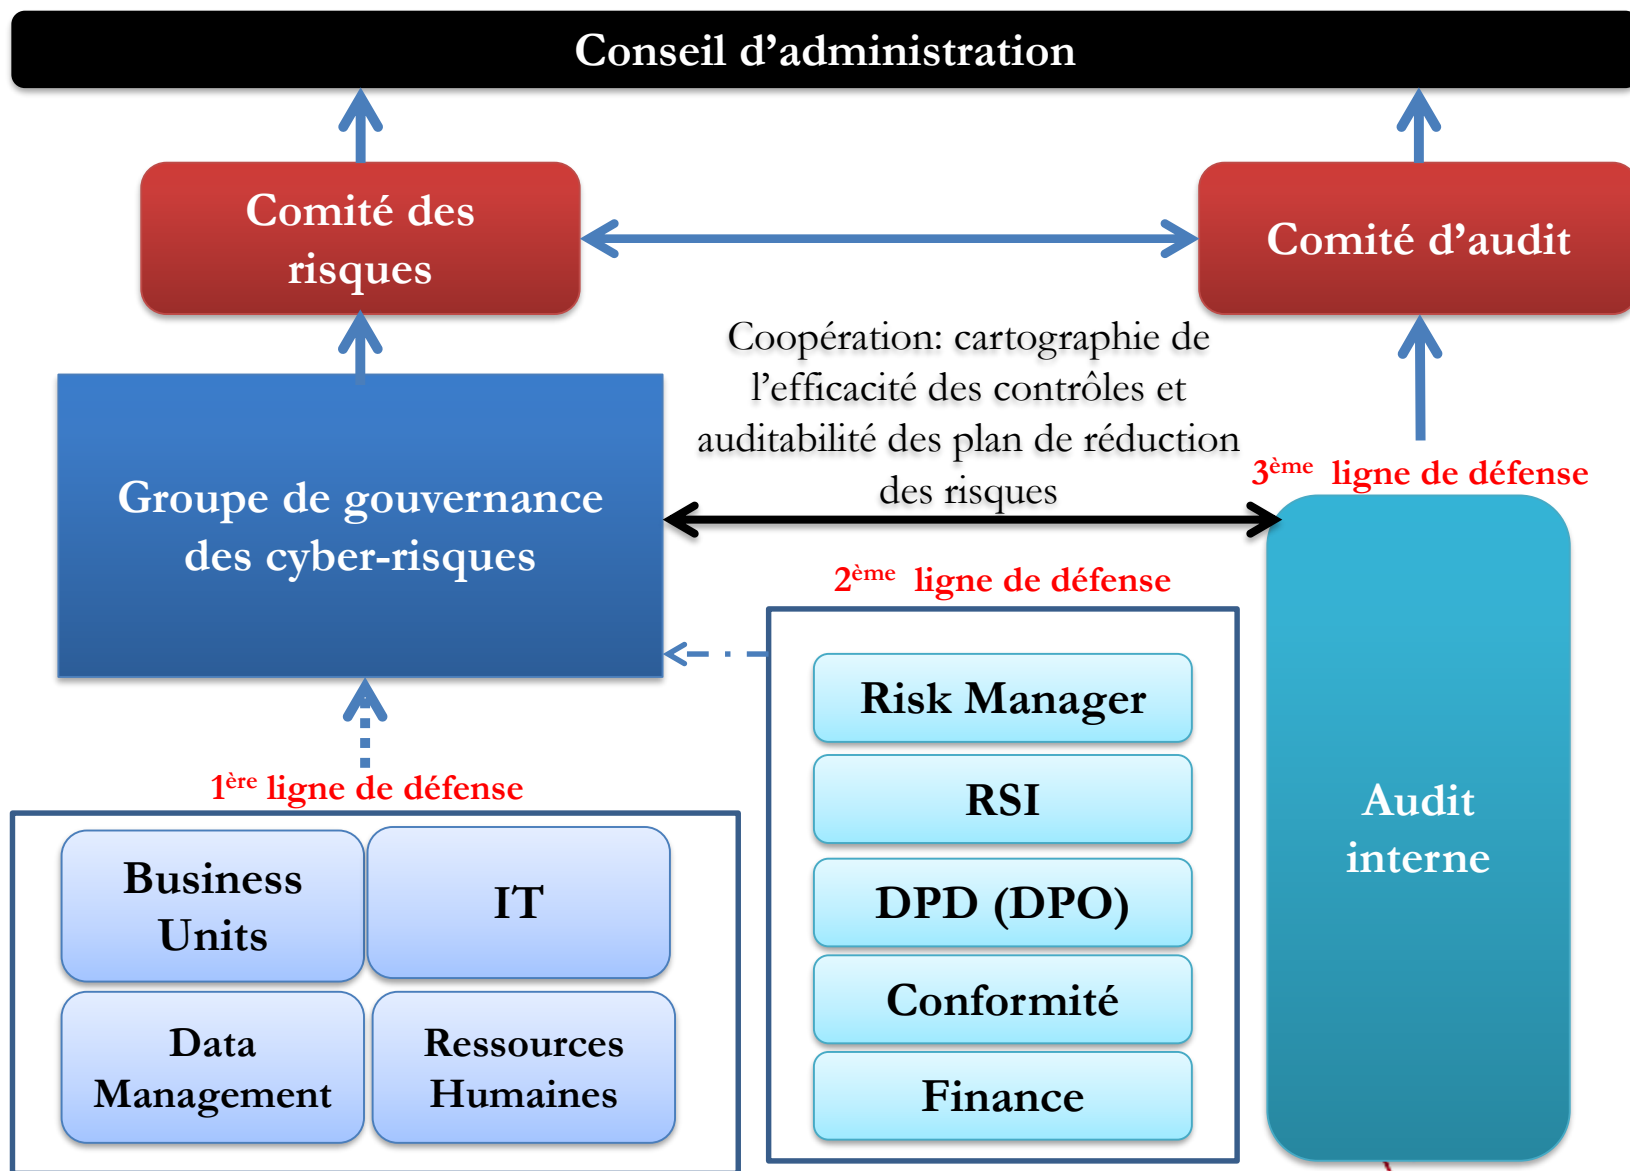 Conseil d’administration
Comité des
risques
Comité d’audit
Coopération: cartographie de
l’efficacité des contrôles et
auditabilité des plan de réduction
des risques
Groupe de gouvernance
des cyber-risques
3ème ligne de défense
2ème ligne de défense
1ère ligne de défense
Business
Units
IT
Data
Management
Ressources
Humaines
Risk Manager
RSI
DPD (DPO)
Conformité
Finance
Audit
interne